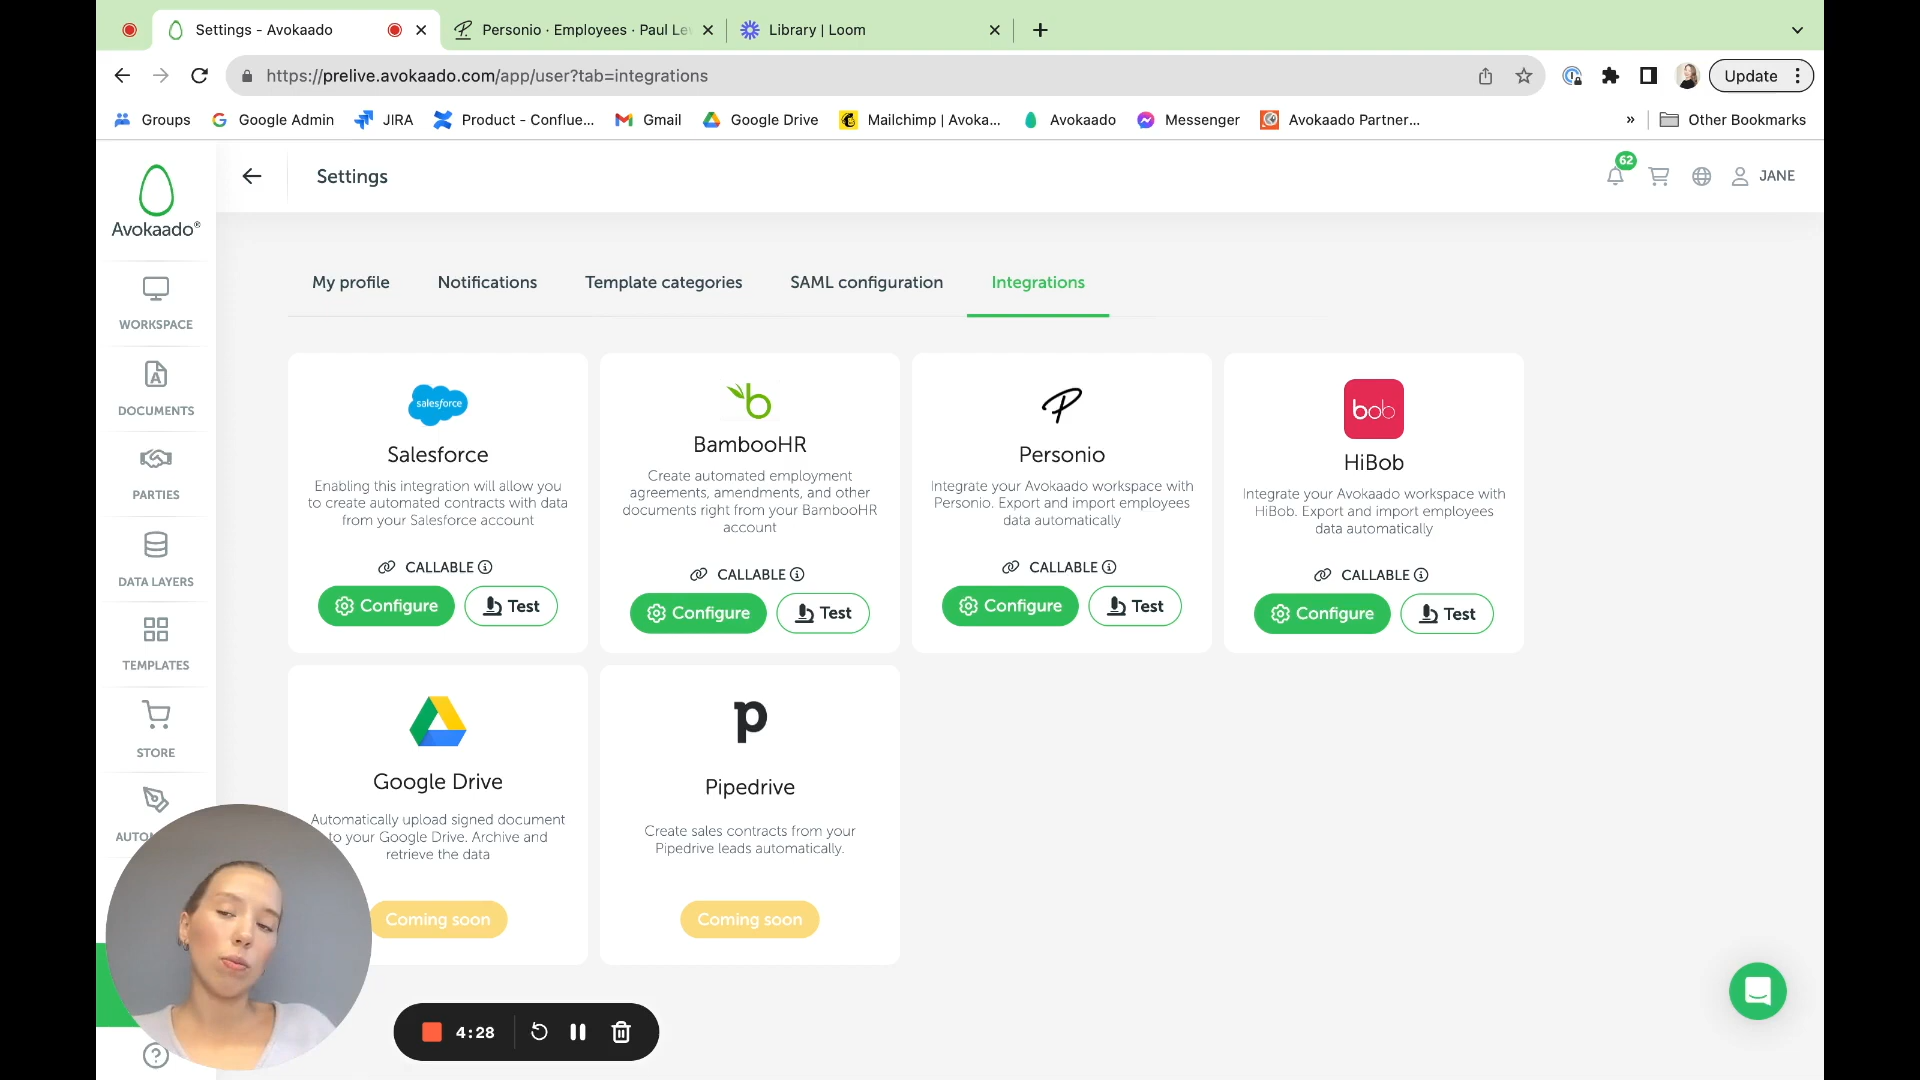 Settings - Avokaado
Personio · Employees · Paul Le
Library | Loom
https://prelive.avokaado.com/app/user?tab=integrations
Update
Groups
Google Admin
JIRA
Product - Conflue...
Gmail
Google Drive
Mailchimp | Avoka...
Avokaado
Messenger
Avokaado Partner...
»
Other Bookmarks
Avokaado®
Settings
62
JANE
WORKSPACE
DOCUMENTS
PARTIES
DATA LAYERS
TEMPLATES
STORE
My profile
Notifications
Template categories
SAML configuration
Integrations
salesforce
Salesforce
Enabling this integration will allow you
to create automated contracts with data
from your Salesforce account
CALLABLE
Configure
Test
b
BambooHR
Create automated employment
agreements, amendments, and other
documents right from your BambooHR
account
CALLABLE
Configure
Test
P
Personio
Integrate your Avokaado workspace with
Personio. Export and import employees
data automatically
CALLABLE
Configure
Test
bob
HiBob
Integrate your Avokaado workspace with
HiBob. Export and import employees
data automatically
CALLABLE
Configure
Test
Google Drive
Automatically upload signed document
to your Google Drive. Archive and
retrieve the data
Coming soon
p
Pipedrive
Create sales contracts from your
Pipedrive leads automatically.
Coming soon
4:28